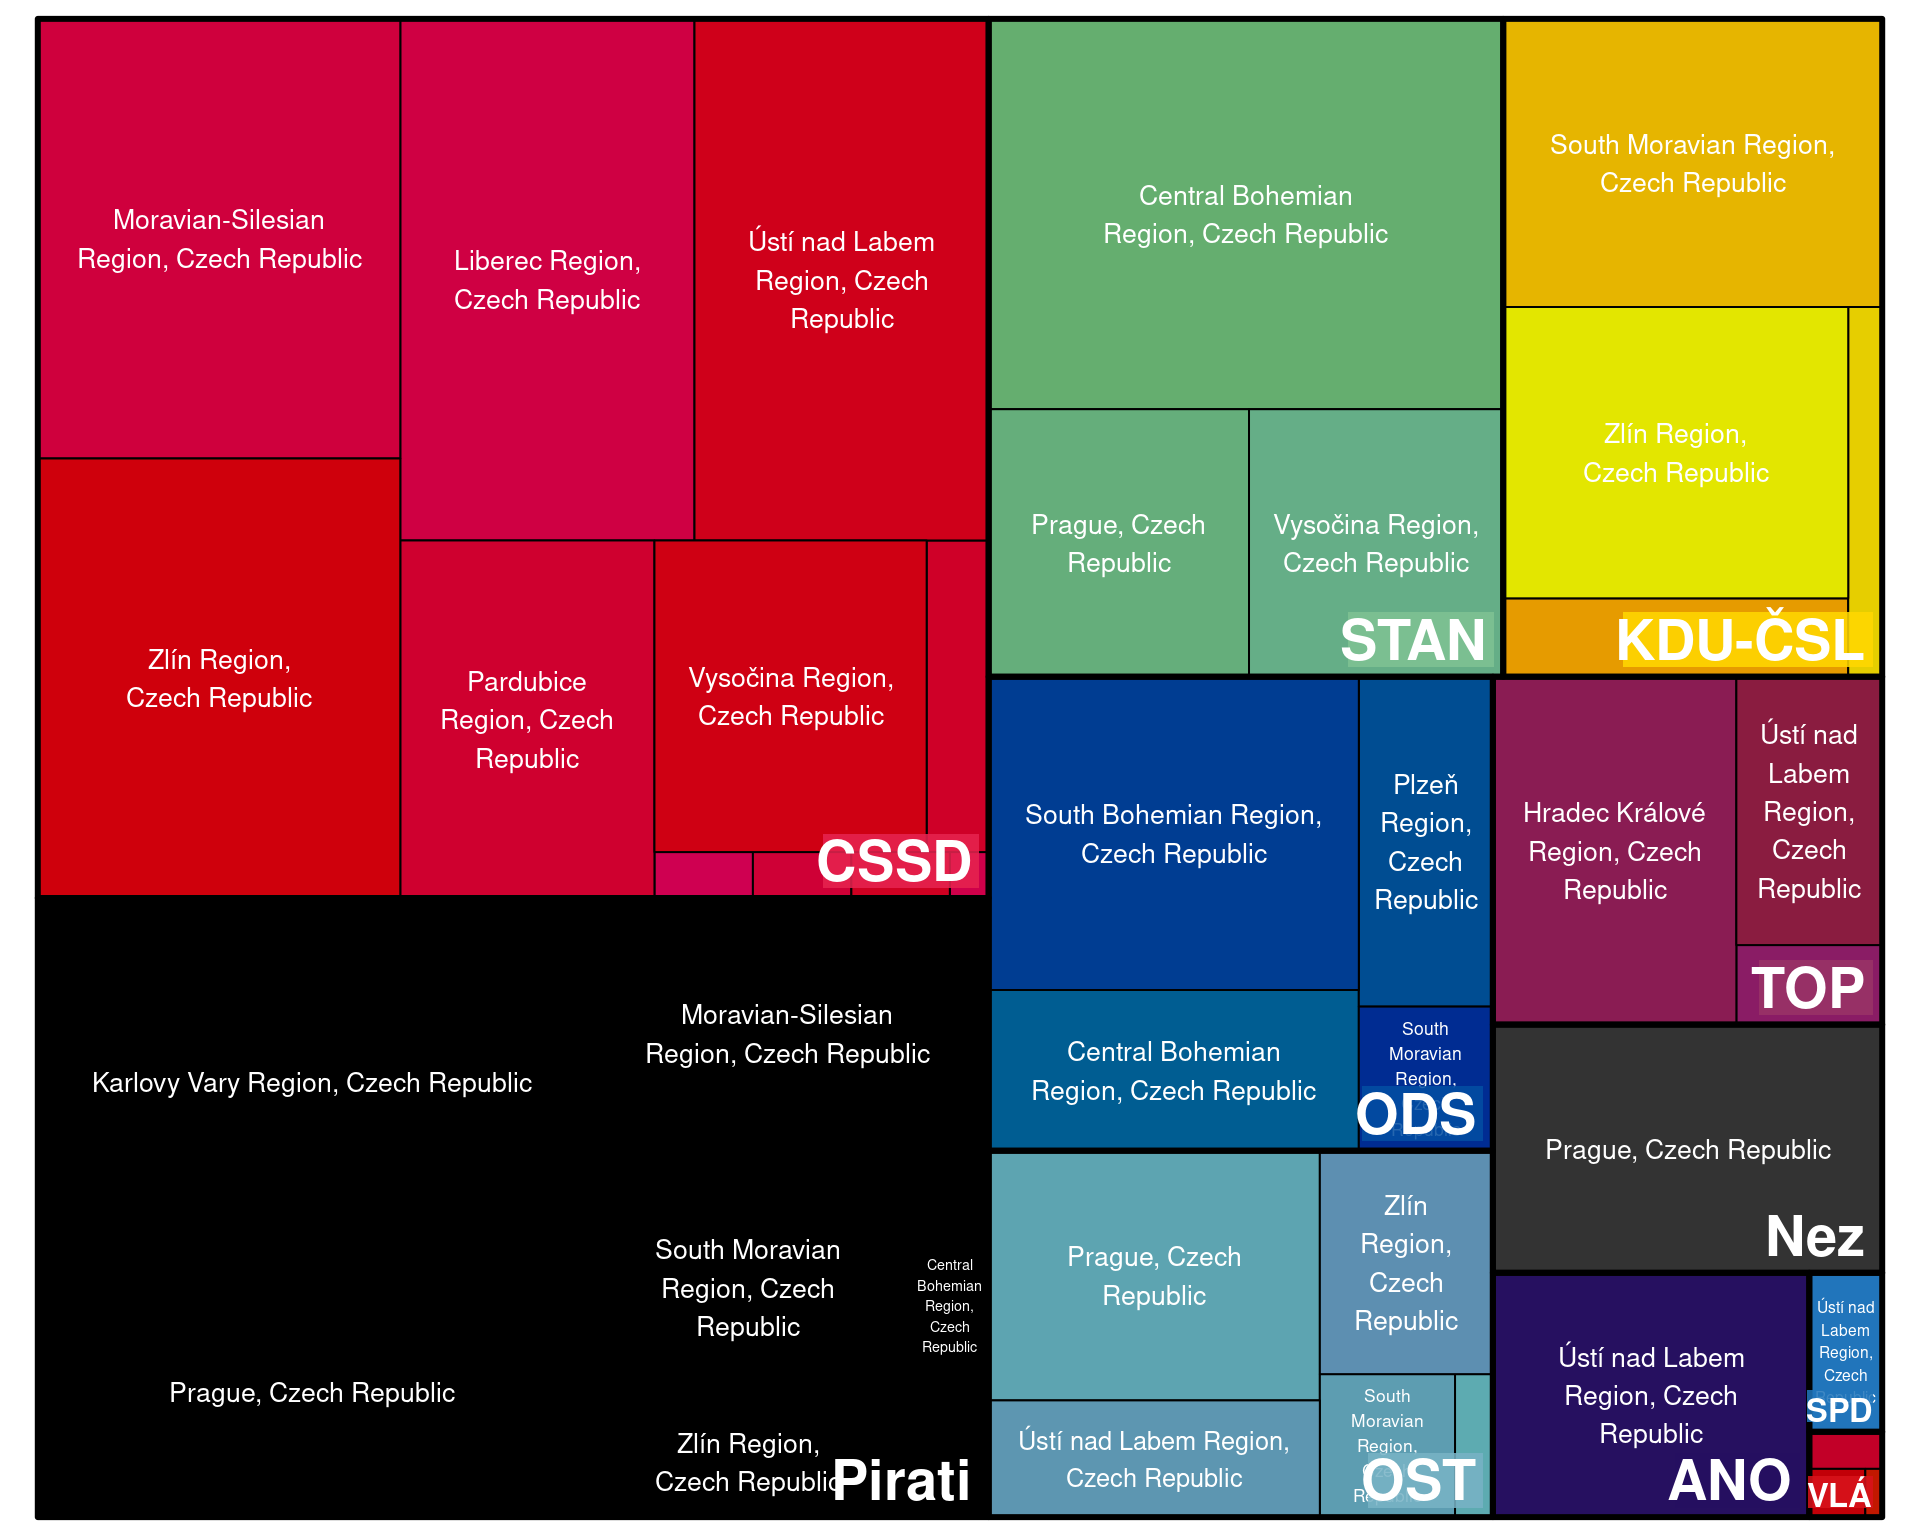 Moravian-Silesian
Region, Czech Republic
Liberec Region,
Czech Republic
Ústí nad Labem
Region, Czech
Republic
Zlín Region,
Czech Republic
Pardubice
Region, Czech
Republic
Vysočina Region,
Czech Republic
CSSD
Karlovy Vary Region, Czech Republic
Moravian-Silesian
Region, Czech Republic
Prague, Czech Republic
South Moravian
Region, Czech
Republic
Central
Bohemian
Region,
Czech
Republic
Zlín Region,
Czech Republic
Pirati
Central Bohemian
Region, Czech Republic
Prague, Czech
Republic
Vysočina Region,
Czech Republic
STAN
South Moravian Region,
Czech Republic
Zlín Region,
Czech Republic
KDU-ČSL
South Bohemian Region,
Czech Republic
Plzeň
Region,
Czech
Republic
Central Bohemian
Region, Czech Republic
South
Moravian
Region,
ODS
Hradec Králové
Region, Czech
Republic
Ústí nad
Labem
Region,
Czech
Republic
TOP
Prague, Czech Republic
Nez
Prague, Czech
Republic
Zlín
Region,
Czech
Republic
Ústí nad Labem Region,
Czech Republic
South
Moravian
Region,
OST
Ústí nad Labem
Region, Czech
Republic
ANO
Ústí nad
Labem
Region,
Czech
SPD
VLÁ